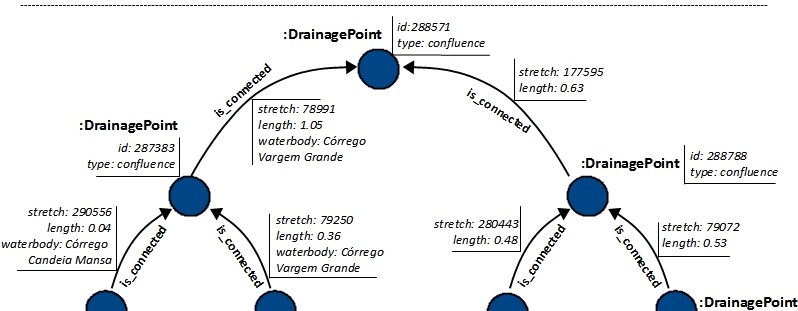 :DrainagePoint
id:288571
type: confluence
is_connected
stretch: 78991
length: 1.05
waterbody: Córrego
Vargem Grande
is_connected
stretch: 177595
length: 0.63
:DrainagePoint
id: 287383
type: confluence
:DrainagePoint
id: 288788
type: confluence
stretch: 290556
length: 0.04
waterbody: Córrego
Candeia Mansa
is_connected
is_connected
stretch: 79250
length: 0.36
waterbody: Córrego
Vargem Grande
stretch: 280443
length: 0.48
is_connected
is_connected
stretch: 79072
length: 0.53
:DrainagePoint